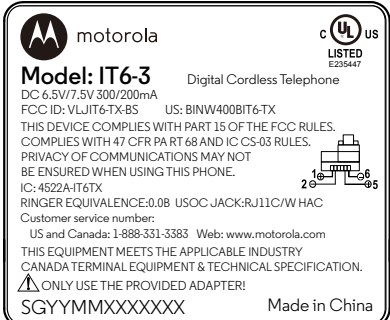 motorola
C UL US
LISTED
E235447
Model: IT6-3 Digital Cordless Telephone
DC 6.5V/7.5V 300/200mA
FCC ID: VLJIT6-TX-BS US: BINW400BIT6-TX
THIS DEVICE COMPLIES WITH PART 15 OF THE FCC RULES.
COMPLIES WITH 47 CFR PA RT 68 AND IC CS-03 RULES.
PRIVACY OF COMMUNICATIONS MAY NOT
BE ENSURED WHEN USING THIS PHONE.
1 6
2 5
IC: 4522A-IT6TX
RINGER EQUIVALENCE:0.0B USOC JACK:RJ11C/W HAC
Customer service number:
US and Canada: 1-888-331-3383 Web: www.motorola.com
THIS EQUIPMENT MEETS THE APPLICABLE INDUSTRY
CANADA TERMINAL EQUIPMENT & TECHNICAL SPECIFICATION.
! ONLY USE THE PROVIDED ADAPTER!
SGYYMMXXXXXXX Made in China